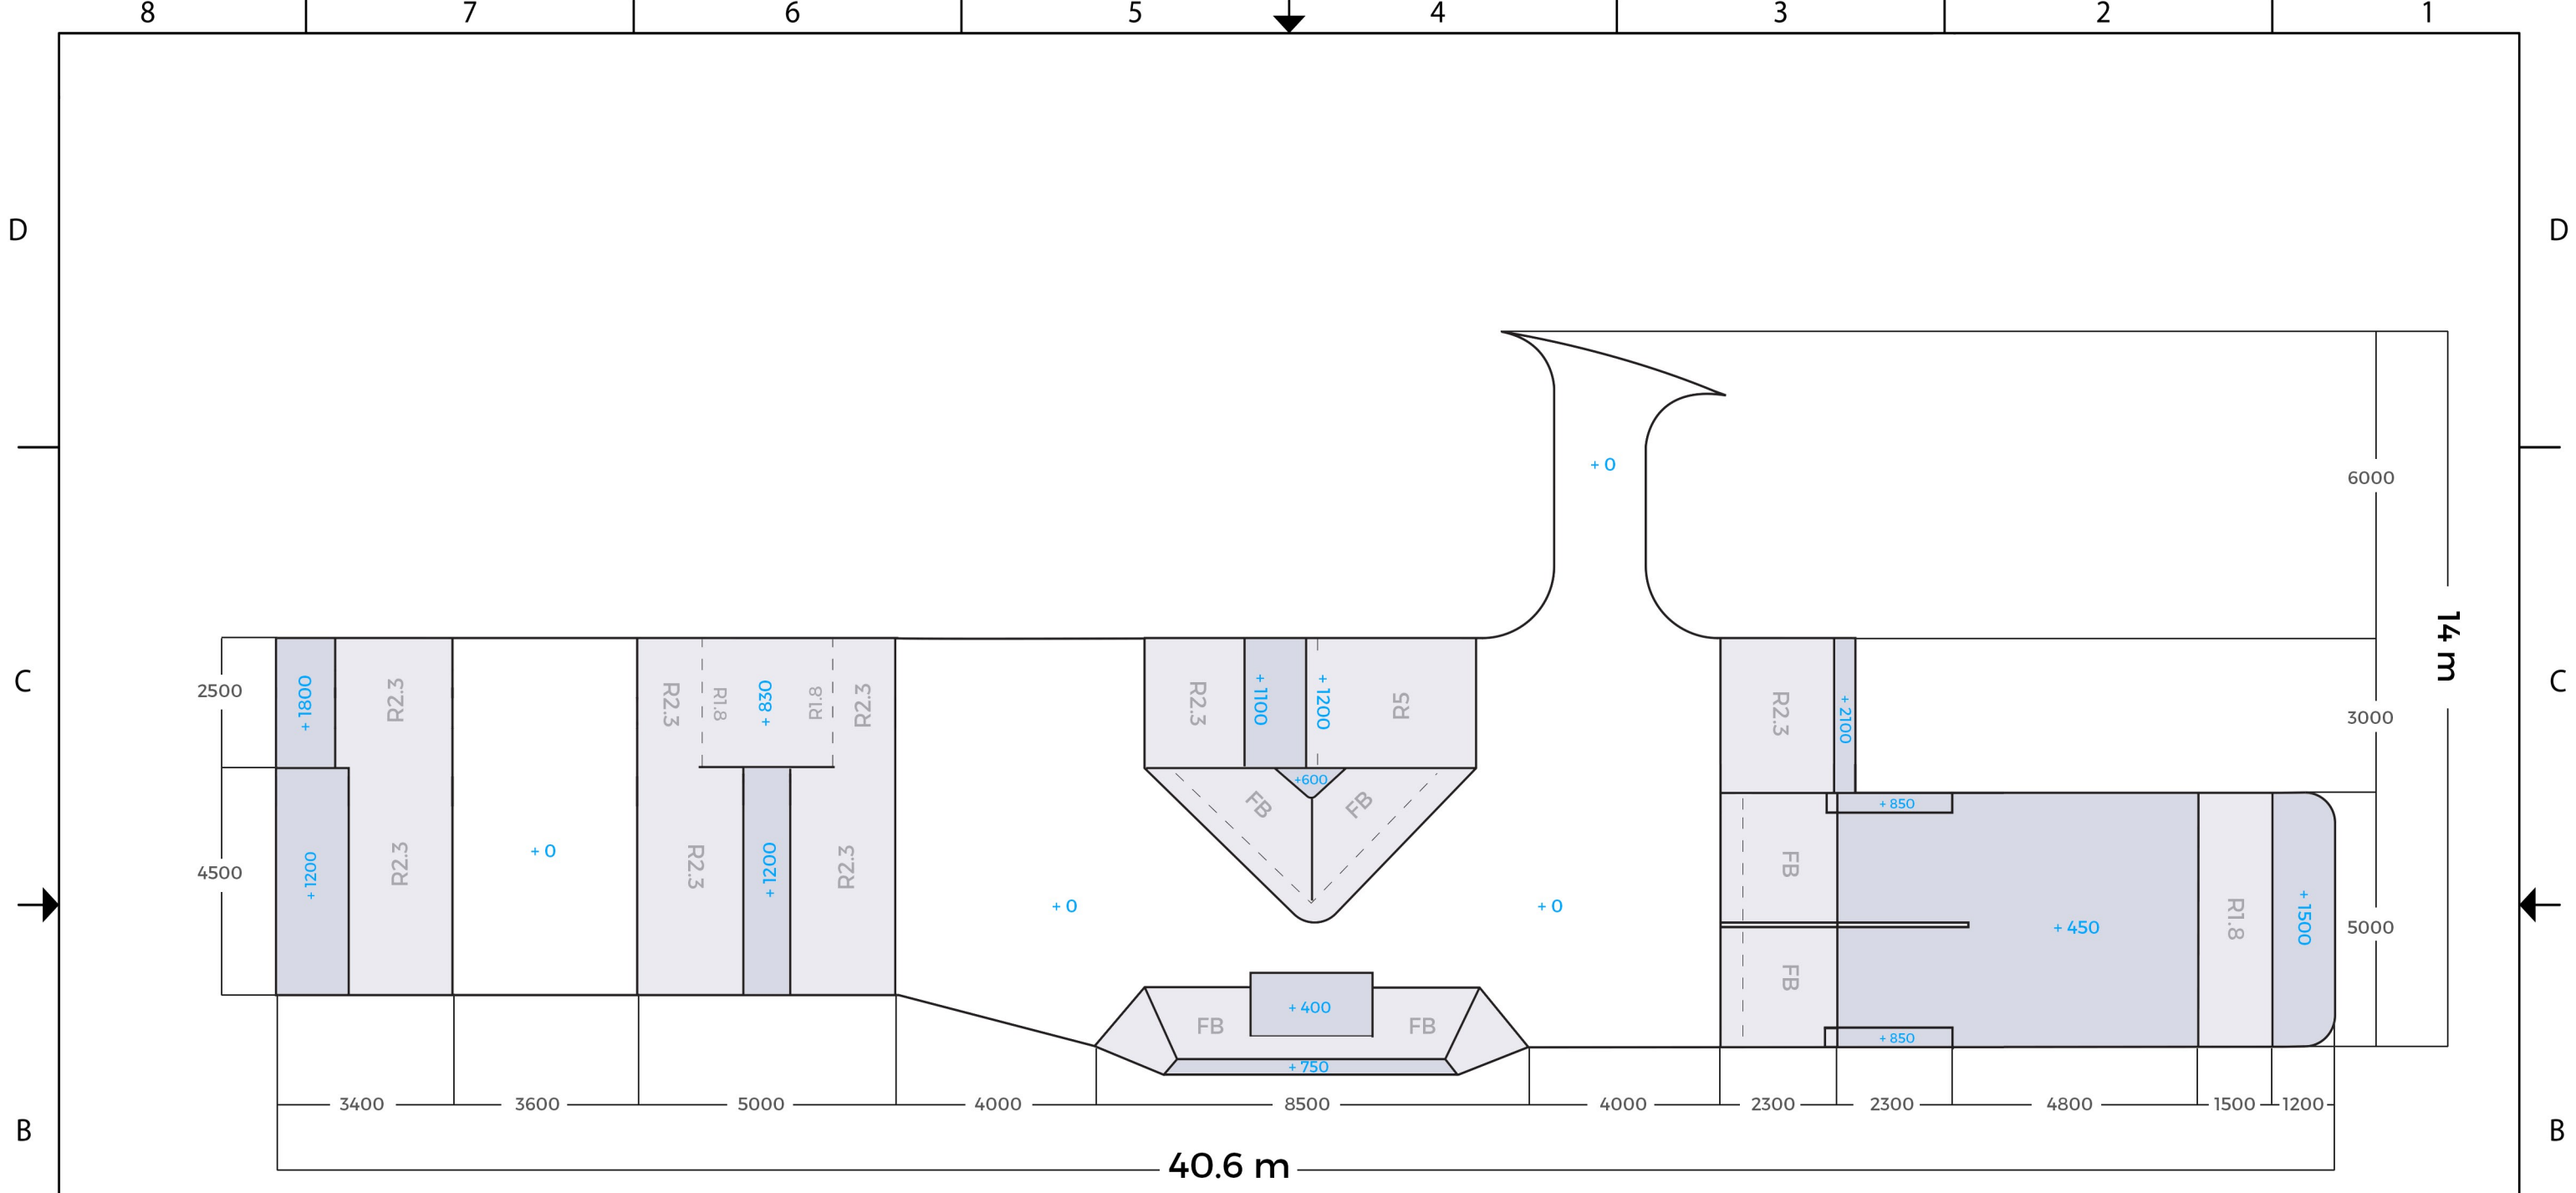 8 7 6 5 4 3 2 1
D D
+ 0
6000
14 m
C C
2500
+ 1800
R2.3
R2.3
R1.8
+ 830
R1.8
R2.3
R2.3
+ 1100
+ 1200
R5
R2.3
+ 2100
3000
+600
FB
FB
+ 850
4500
+ 1200
R2.3
+ 0
R2.3
+ 1200
R2.3
+ 0
+ 0
FB
+ 450
R1.8
+ 1500
5000
FB
+ 400
FB
FB
+ 850
+ 750
3400 3600 5000 4000 8500 4000 2300 2300 4800 1500 1200
B B
40.6 m